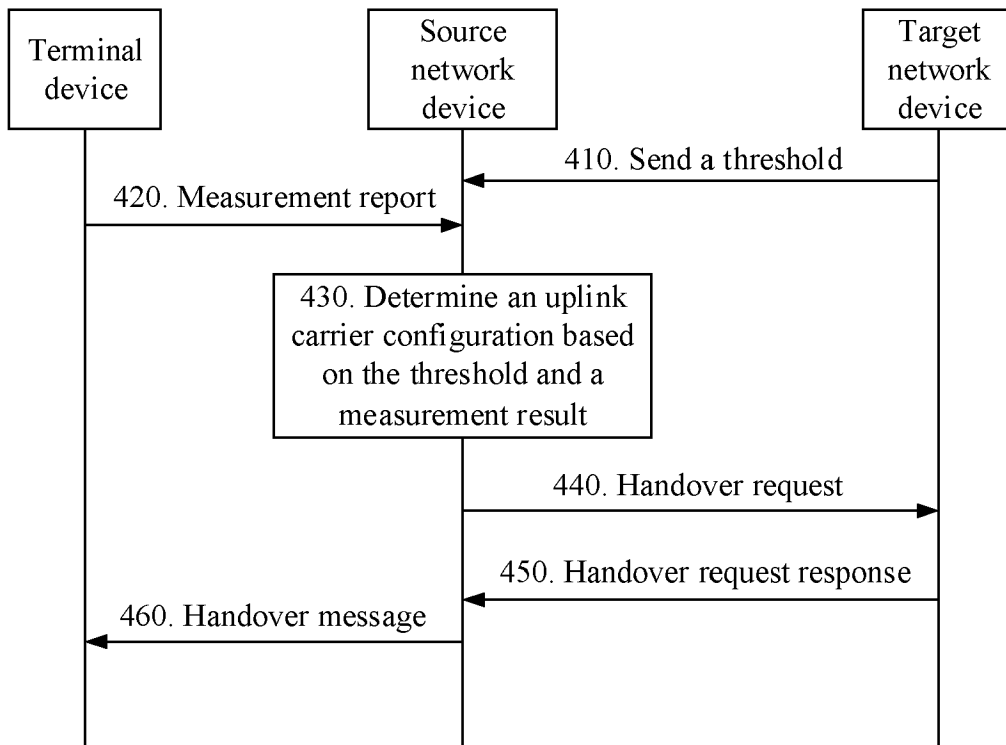 Terminal
device
Source
network
device
Target
network
device
410. Send a threshold
420. Measurement report
430. Determine an uplink
carrier configuration based
on the threshold and a
measurement result
440. Handover request
450. Handover request response
460. Handover message